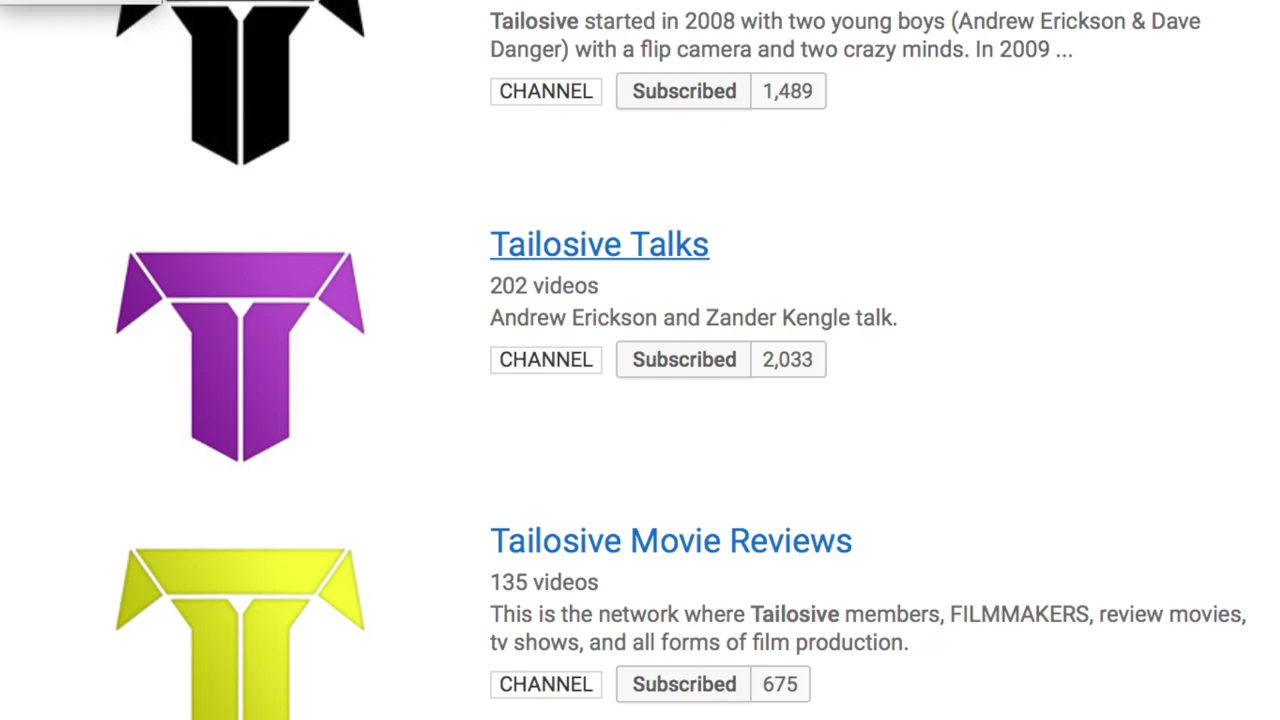 Tailosive started in 2008 with two young boys (Andrew Erickson & Dave
Danger) with a flip camera and two crazy minds. In 2009 ...
CHANNEL Subscribed 1,489
Tailosive Talks
202 videos
Andrew Erickson and Zander Kengle talk.
CHANNEL Subscribed 2,033
Tailosive Movie Reviews
135 videos
This is the network where Tailosive members, FILMMAKERS, review movies,
tv shows, and all forms of film production.
CHANNEL Subscribed 675